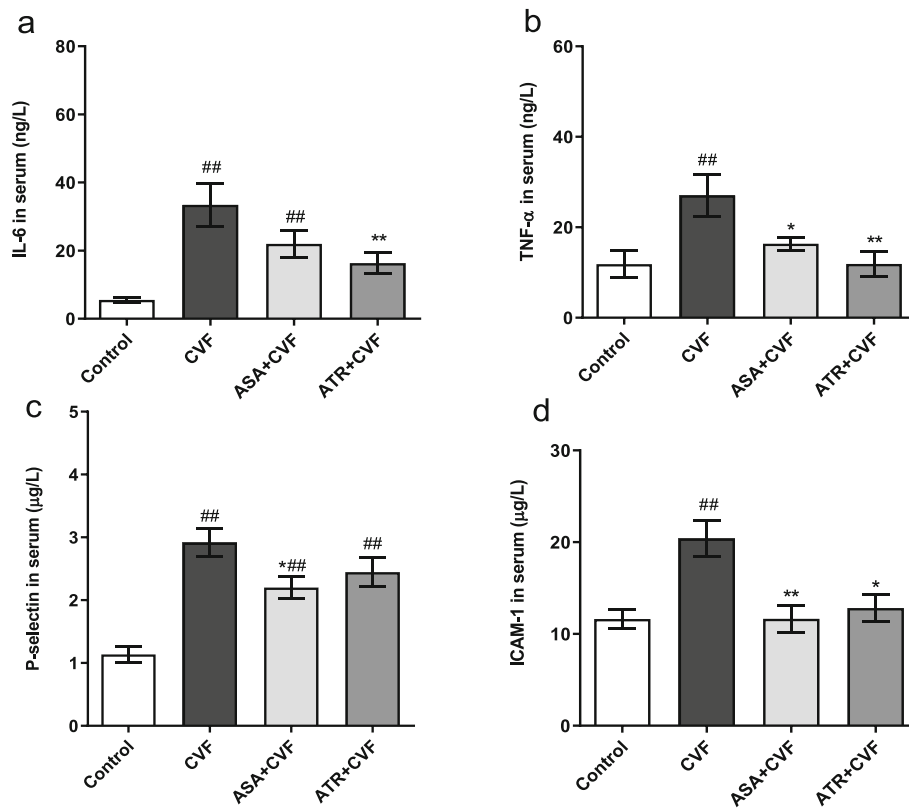 a
IL-6 in serum (ng/L)
80
60
40
20
0
##
##
**
Control
CVF
ASA+CVF
ATR+CVF
b
TNF-α in serum (ng/L)
60
40
20
0
##
*
**
Control
CVF
ASA+CVF
ATR+CVF
c
P-selectin in serum (μg/L)
5
4
3
2
1
0
##
*##
##
Control
CVF
ASA+CVF
ATR+CVF
d
ICAM-1 in serum (μg/L)
30
20
10
0
##
**
*
Control
CVF
ASA+CVF
ATR+CVF